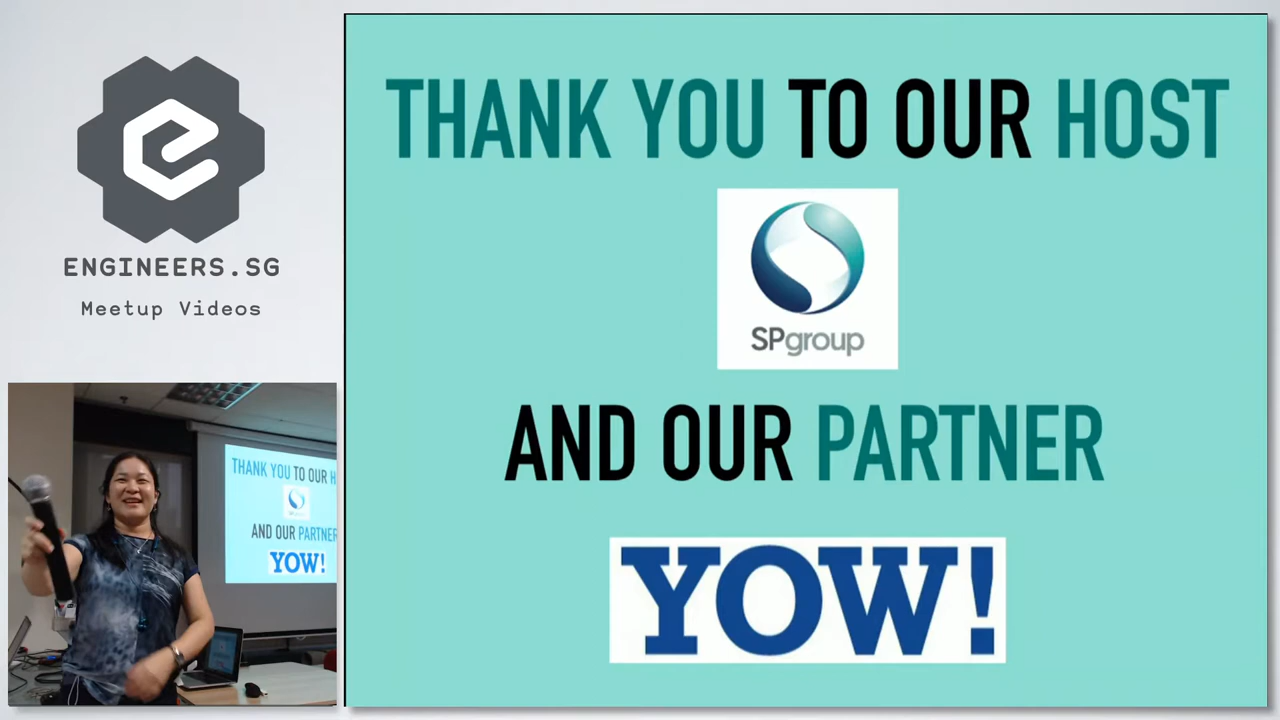 ENGINEERS.SG
Meetup Videos
THANK YOU TO OUR HOST
SPgroup
AND OUR PARTNER
YOW!
THANK YOU TO OUR H
AND OUR PARTNER
YOW!